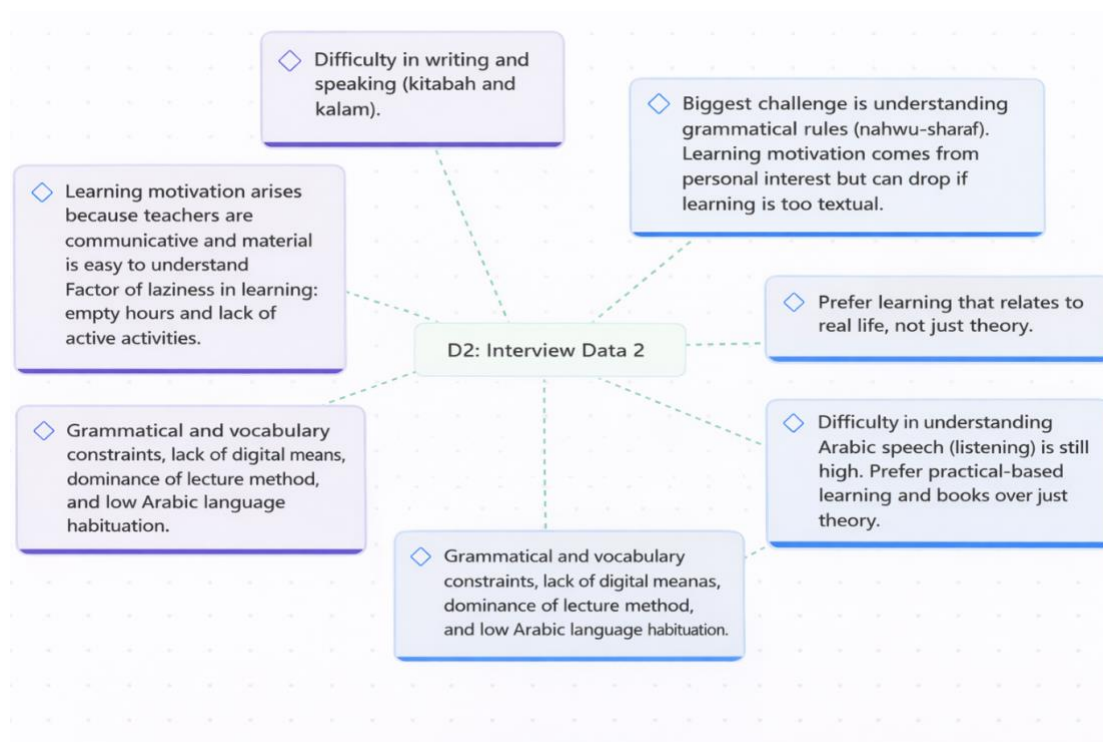 Difficulty in writing and
speaking (kitabah and
kalam).
Biggest challenge is understanding
grammatical rules (nahwu-sharaf).
Learning motivation comes from
personal interest but can drop if
learning is too textual.
Learning motivation arises
because teachers are
communicative and material
is easy to understand
Factor of laziness in learning:
empty hours and lack of
active activities.
Prefer learning that relates to
real life, not just theory.
D2: Interview Data 2
Grammatical and vocabulary
constraints, lack of digital means,
dominance of lecture method,
and low Arabic language
habituation.
Difficulty in understanding
Arabic speech (listening) is still
high. Prefer practical-based
learning and books over just
theory.
Grammatical and vocabulary
constraints, lack of digital meanas,
dominance of lecture method,
and low Arabic language habituation.